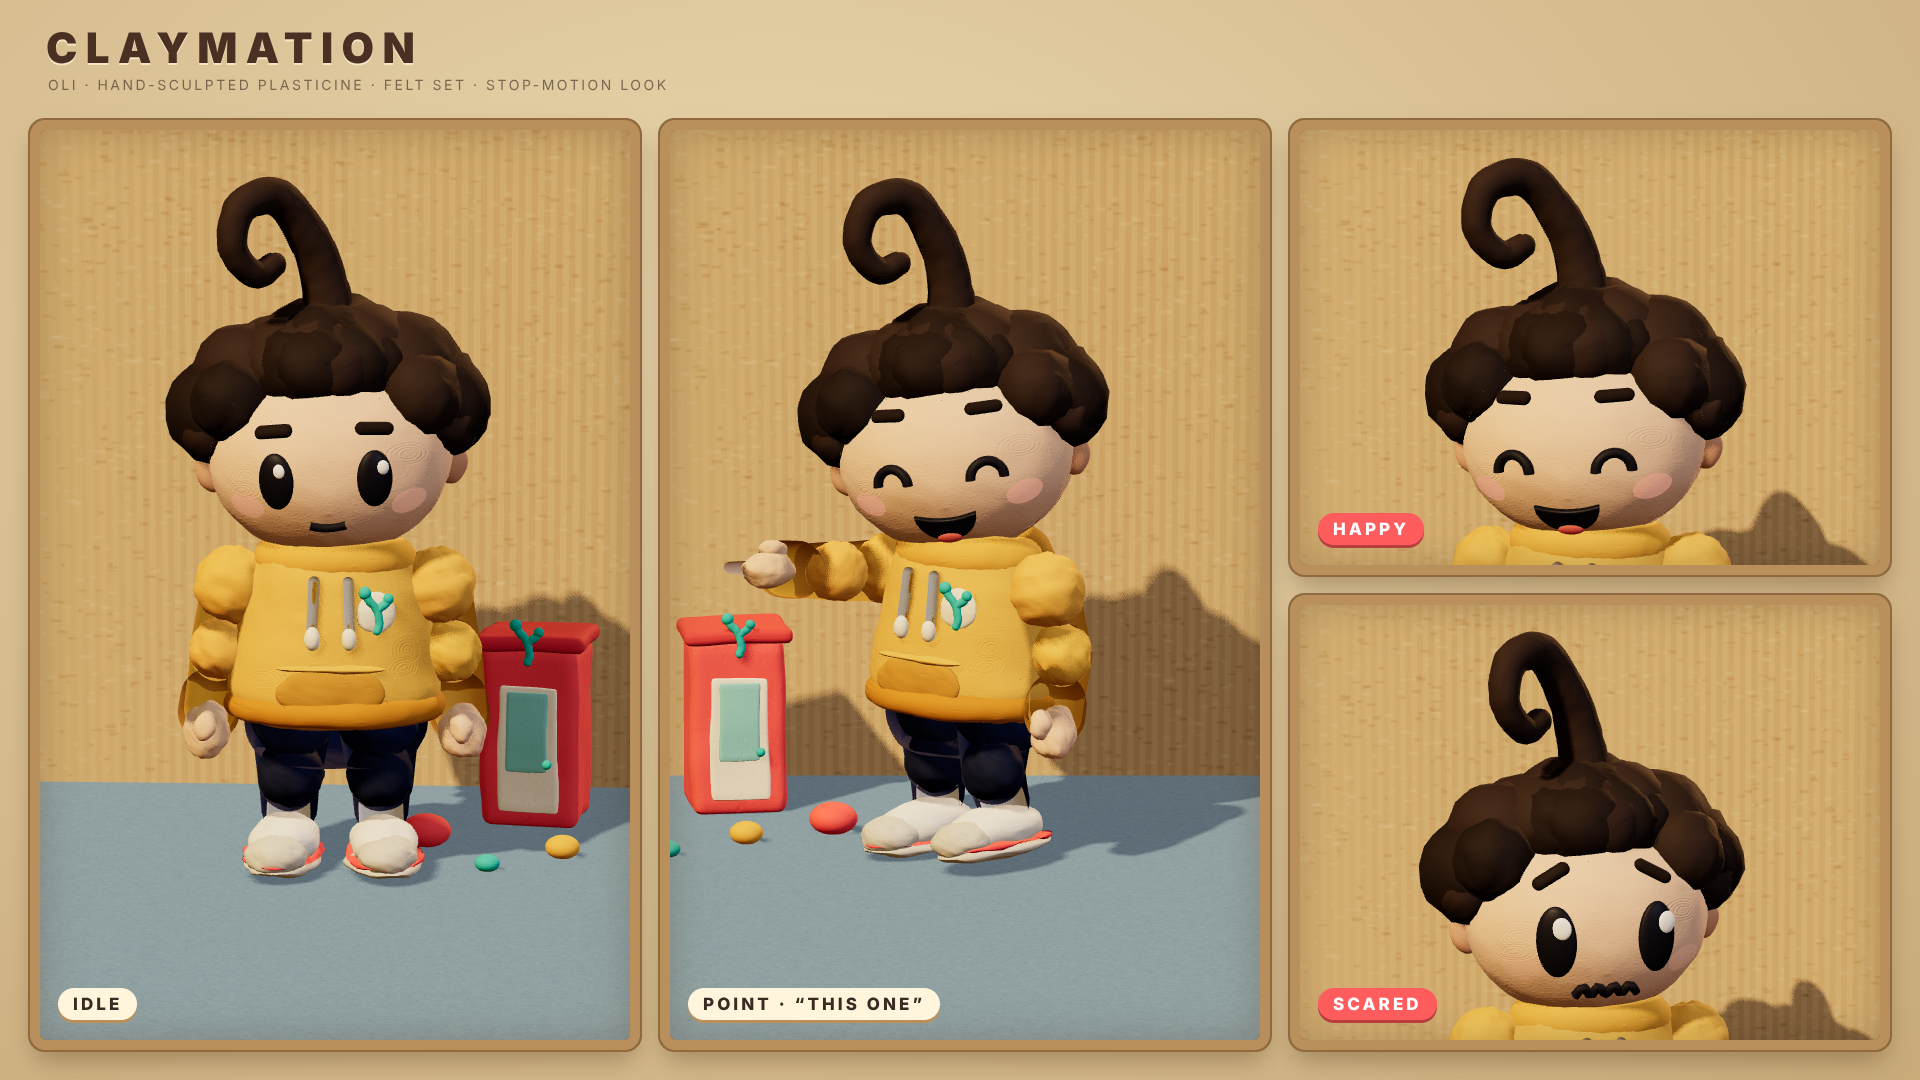 CLAYMATION
OLI · HAND-SCULPTED PLASTICINE · FELT SET · STOP-MOTION LOOK
IDLE
POINT · “THIS ONE”
HAPPY
SCARED